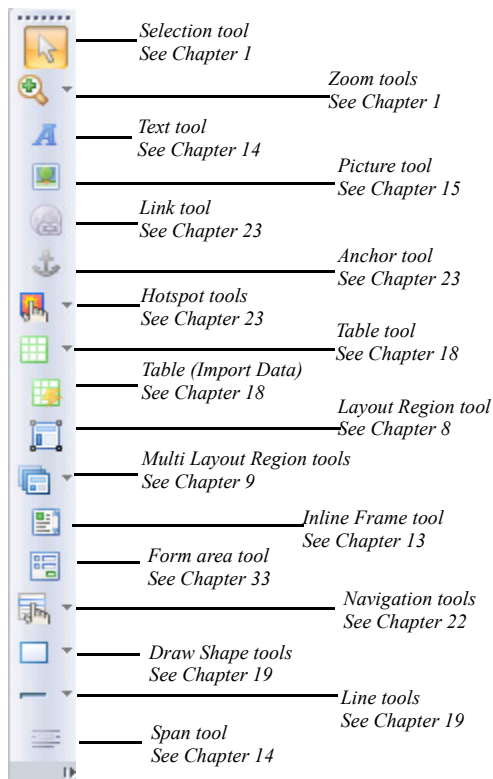 Selection tool
See Chapter 1
Zoom tools
See Chapter 1
Text tool
See Chapter 14
Picture tool
See Chapter 15
Link tool
See Chapter 23
Anchor tool
See Chapter 23
Hotspot tools
See Chapter 23
Table tool
See Chapter 18
Table (Import Data)
See Chapter 18
Layout Region tool
See Chapter 8
Multi Layout Region tools
See Chapter 9
Inline Frame tool
See Chapter 13
Form area tool
See Chapter 33
Navigation tools
See Chapter 22
Draw Shape tools
See Chapter 19
Line tools
See Chapter 19
Span tool
See Chapter 14